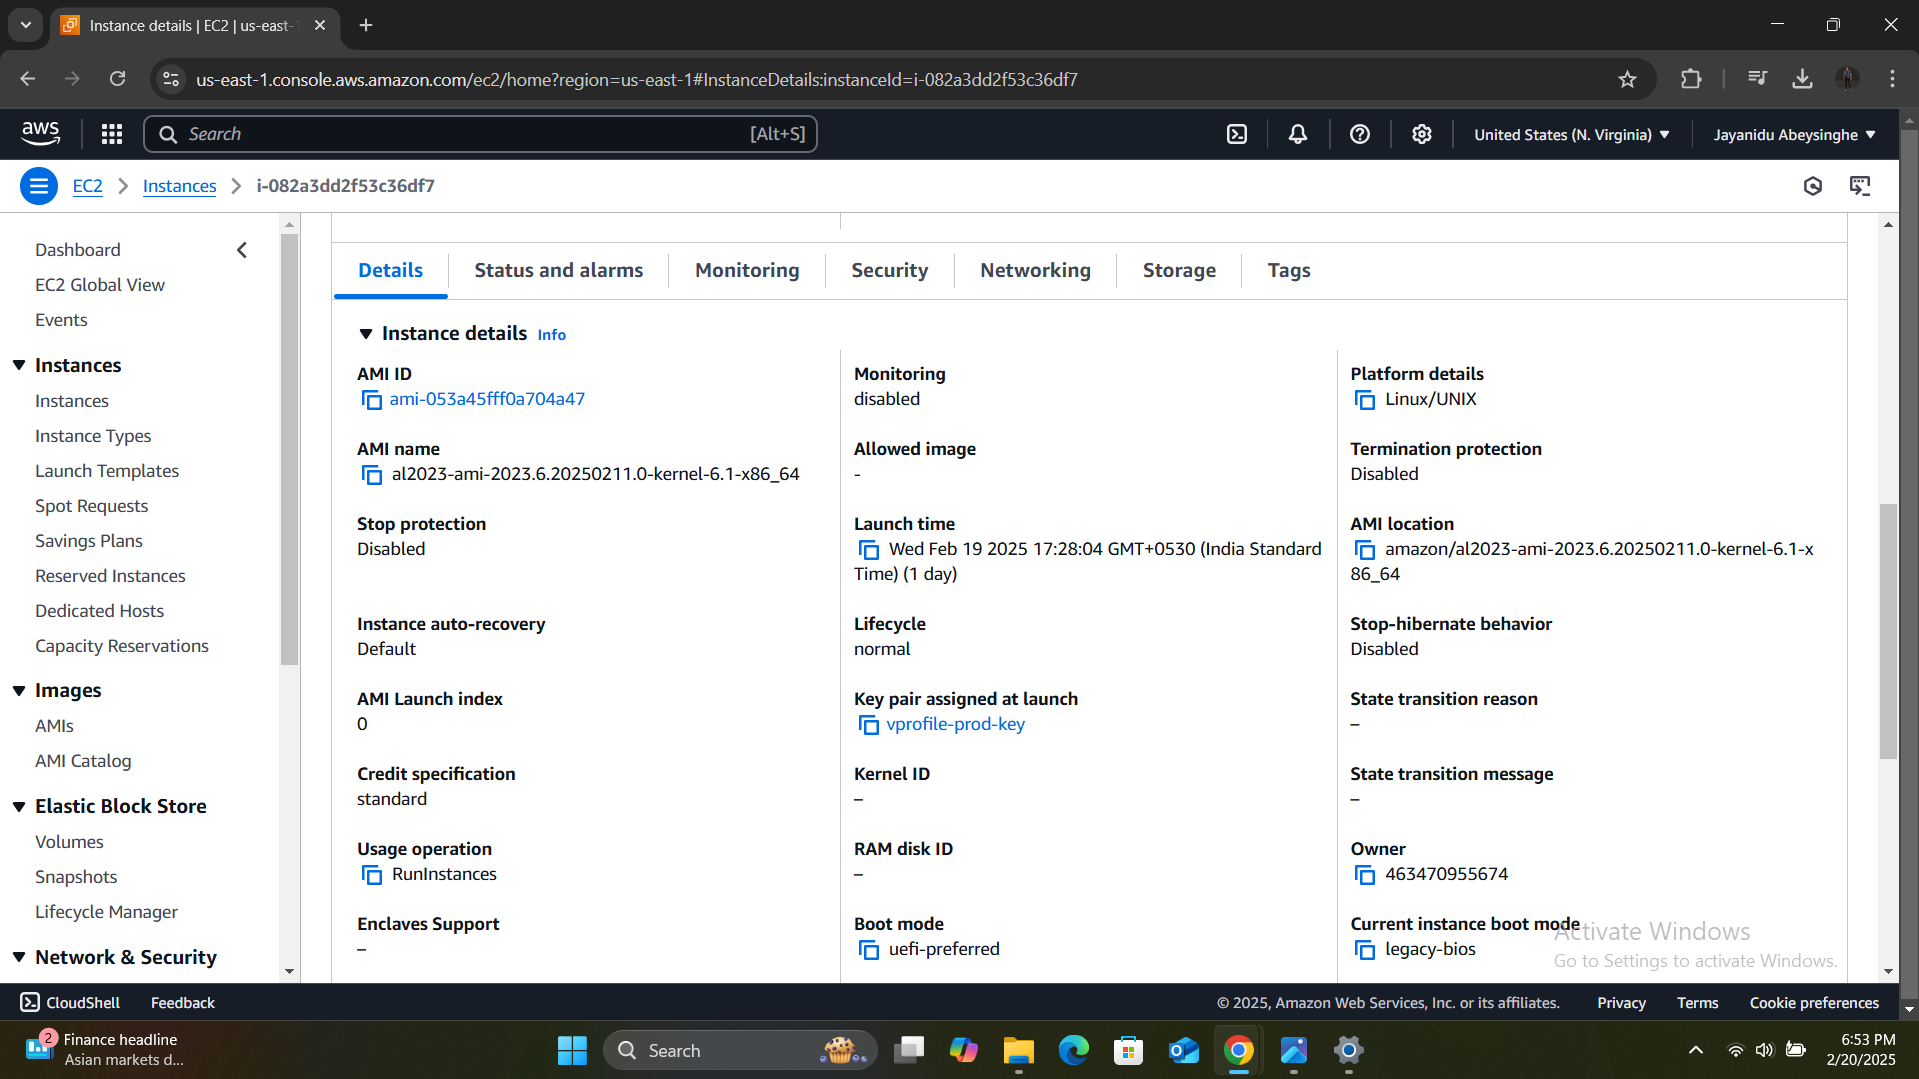 Instance details | EC2 | us-east-
us-east-1.console.aws.amazon.com/ec2/home?region=us-east-1#InstanceDetails:instanceId=i-082a3dd2f53c36df7
aws
Search
[Alt+S]
United States (N. Virginia)
Jayanidu Abeysinghe
EC2
Instances
i-082a3dd2f53c36df7
Dashboard
EC2 Global View
Events
Instances
Instances
Instance Types
Launch Templates
Spot Requests
Savings Plans
Reserved Instances
Dedicated Hosts
Capacity Reservations
Images
AMIs
AMI Catalog
Elastic Block Store
Volumes
Snapshots
Lifecycle Manager
Network & Security
Details
Status and alarms
Monitoring
Security
Networking
Storage
Tags
Instance details Info
AMI ID
ami-053a45fff0a704a47
Monitoring
disabled
Platform details
Linux/UNIX
AMI name
al2023-ami-2023.6.20250211.0-kernel-6.1-x86_64
Allowed image
-
Termination protection
Disabled
Stop protection
Disabled
Launch time
Wed Feb 19 2025 17:28:04 GMT+0530 (India Standard
Time) (1 day)
AMI location
amazon/al2023-ami-2023.6.20250211.0-kernel-6.1-x
86_64
Instance auto-recovery
Default
Lifecycle
normal
Stop-hibernate behavior
Disabled
AMI Launch index
0
Key pair assigned at launch
vprofile-prod-key
State transition reason
–
Credit specification
standard
Kernel ID
–
State transition message
–
Usage operation
RunInstances
RAM disk ID
–
Owner
463470955674
Enclaves Support
–
Boot mode
uefi-preferred
Current instance boot mode
legacy-bios
Activate Windows
Go to Settings to activate Windows.
CloudShell
Feedback
© 2025, Amazon Web Services, Inc. or its affiliates.
Privacy
Terms
Cookie preferences
2
Finance headline
Asian markets d...
Search
6:53 PM
2/20/2025